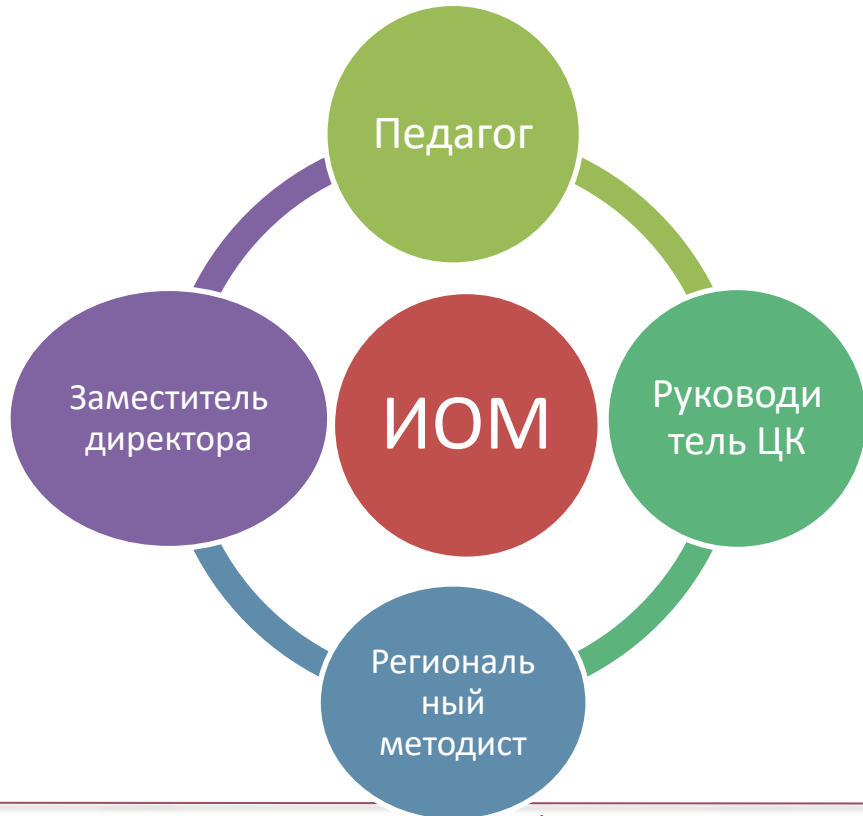 Педагог
Заместитель
директора
ИОМ
Руководи
тель ЦК
Региональ
ный
методист